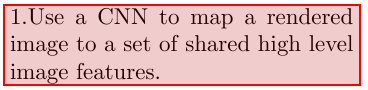 1.Use a CNN to map a rendered
image to a set of shared high level
image features.